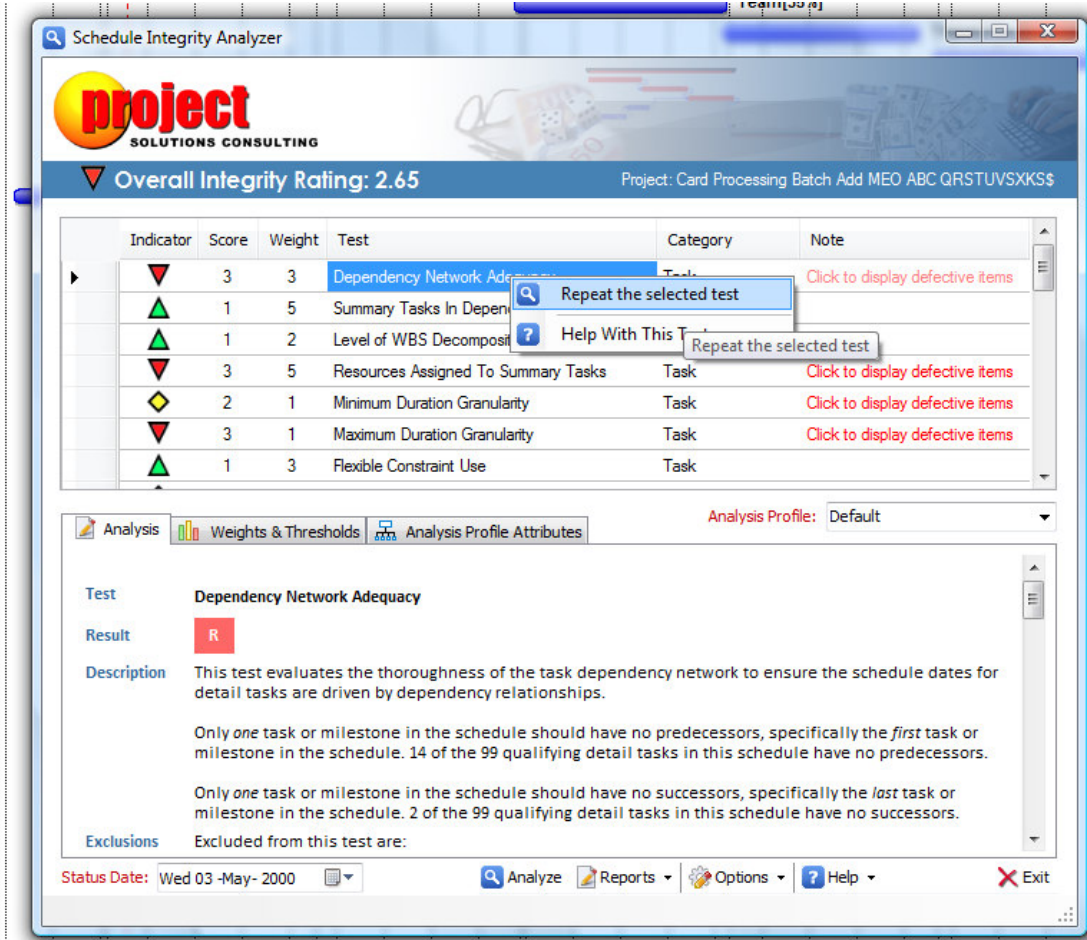 Team[35%]
Schedule Integrity Analyzer
project
SOLUTIONS CONSULTING
Overall Integrity Rating: 2.65 Project: Card Processing Batch Add MEO ABC QRSTUVSXKS$
Indicator Score Weight Test Category Note
3 3 Dependency Network Adequacy Task Click to display defective items
1 5 Summary Tasks In Depen
1 2 Level of WBS Decomposit
3 5 Resources Assigned To Summary Tasks Task Click to display defective items
2 1 Minimum Duration Granularity Task Click to display defective items
3 1 Maximum Duration Granularity Task Click to display defective items
1 3 Flexible Constraint Use Task
Repeat the selected test
Help With This Test
Repeat the selected test
Analysis Weights & Thresholds Analysis Profile Attributes Analysis Profile: Default
Test Dependency Network Adequacy
Result R
Description This test evaluates the thoroughness of the task dependency network to ensure the schedule dates for
detail tasks are driven by dependency relationships.
Only one task or milestone in the schedule should have no predecessors, specifically the first task or
milestone in the schedule. 14 of the 99 qualifying detail tasks in this schedule have no predecessors.
Only one task or milestone in the schedule should have no successors, specifically the last task or
milestone in the schedule. 2 of the 99 qualifying detail tasks in this schedule have no successors.
Exclusions Excluded from this test are:
Status Date: Wed 03 -May- 2000 Analyze Reports Options Help Exit